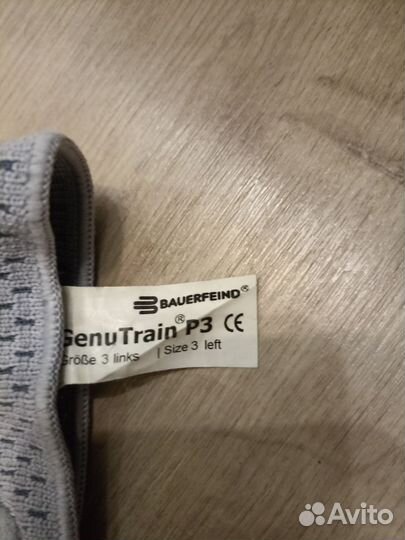 BAUERFEIND®
GenuTrain® P3 CE
Größe 3 links | Size 3 left
Avito